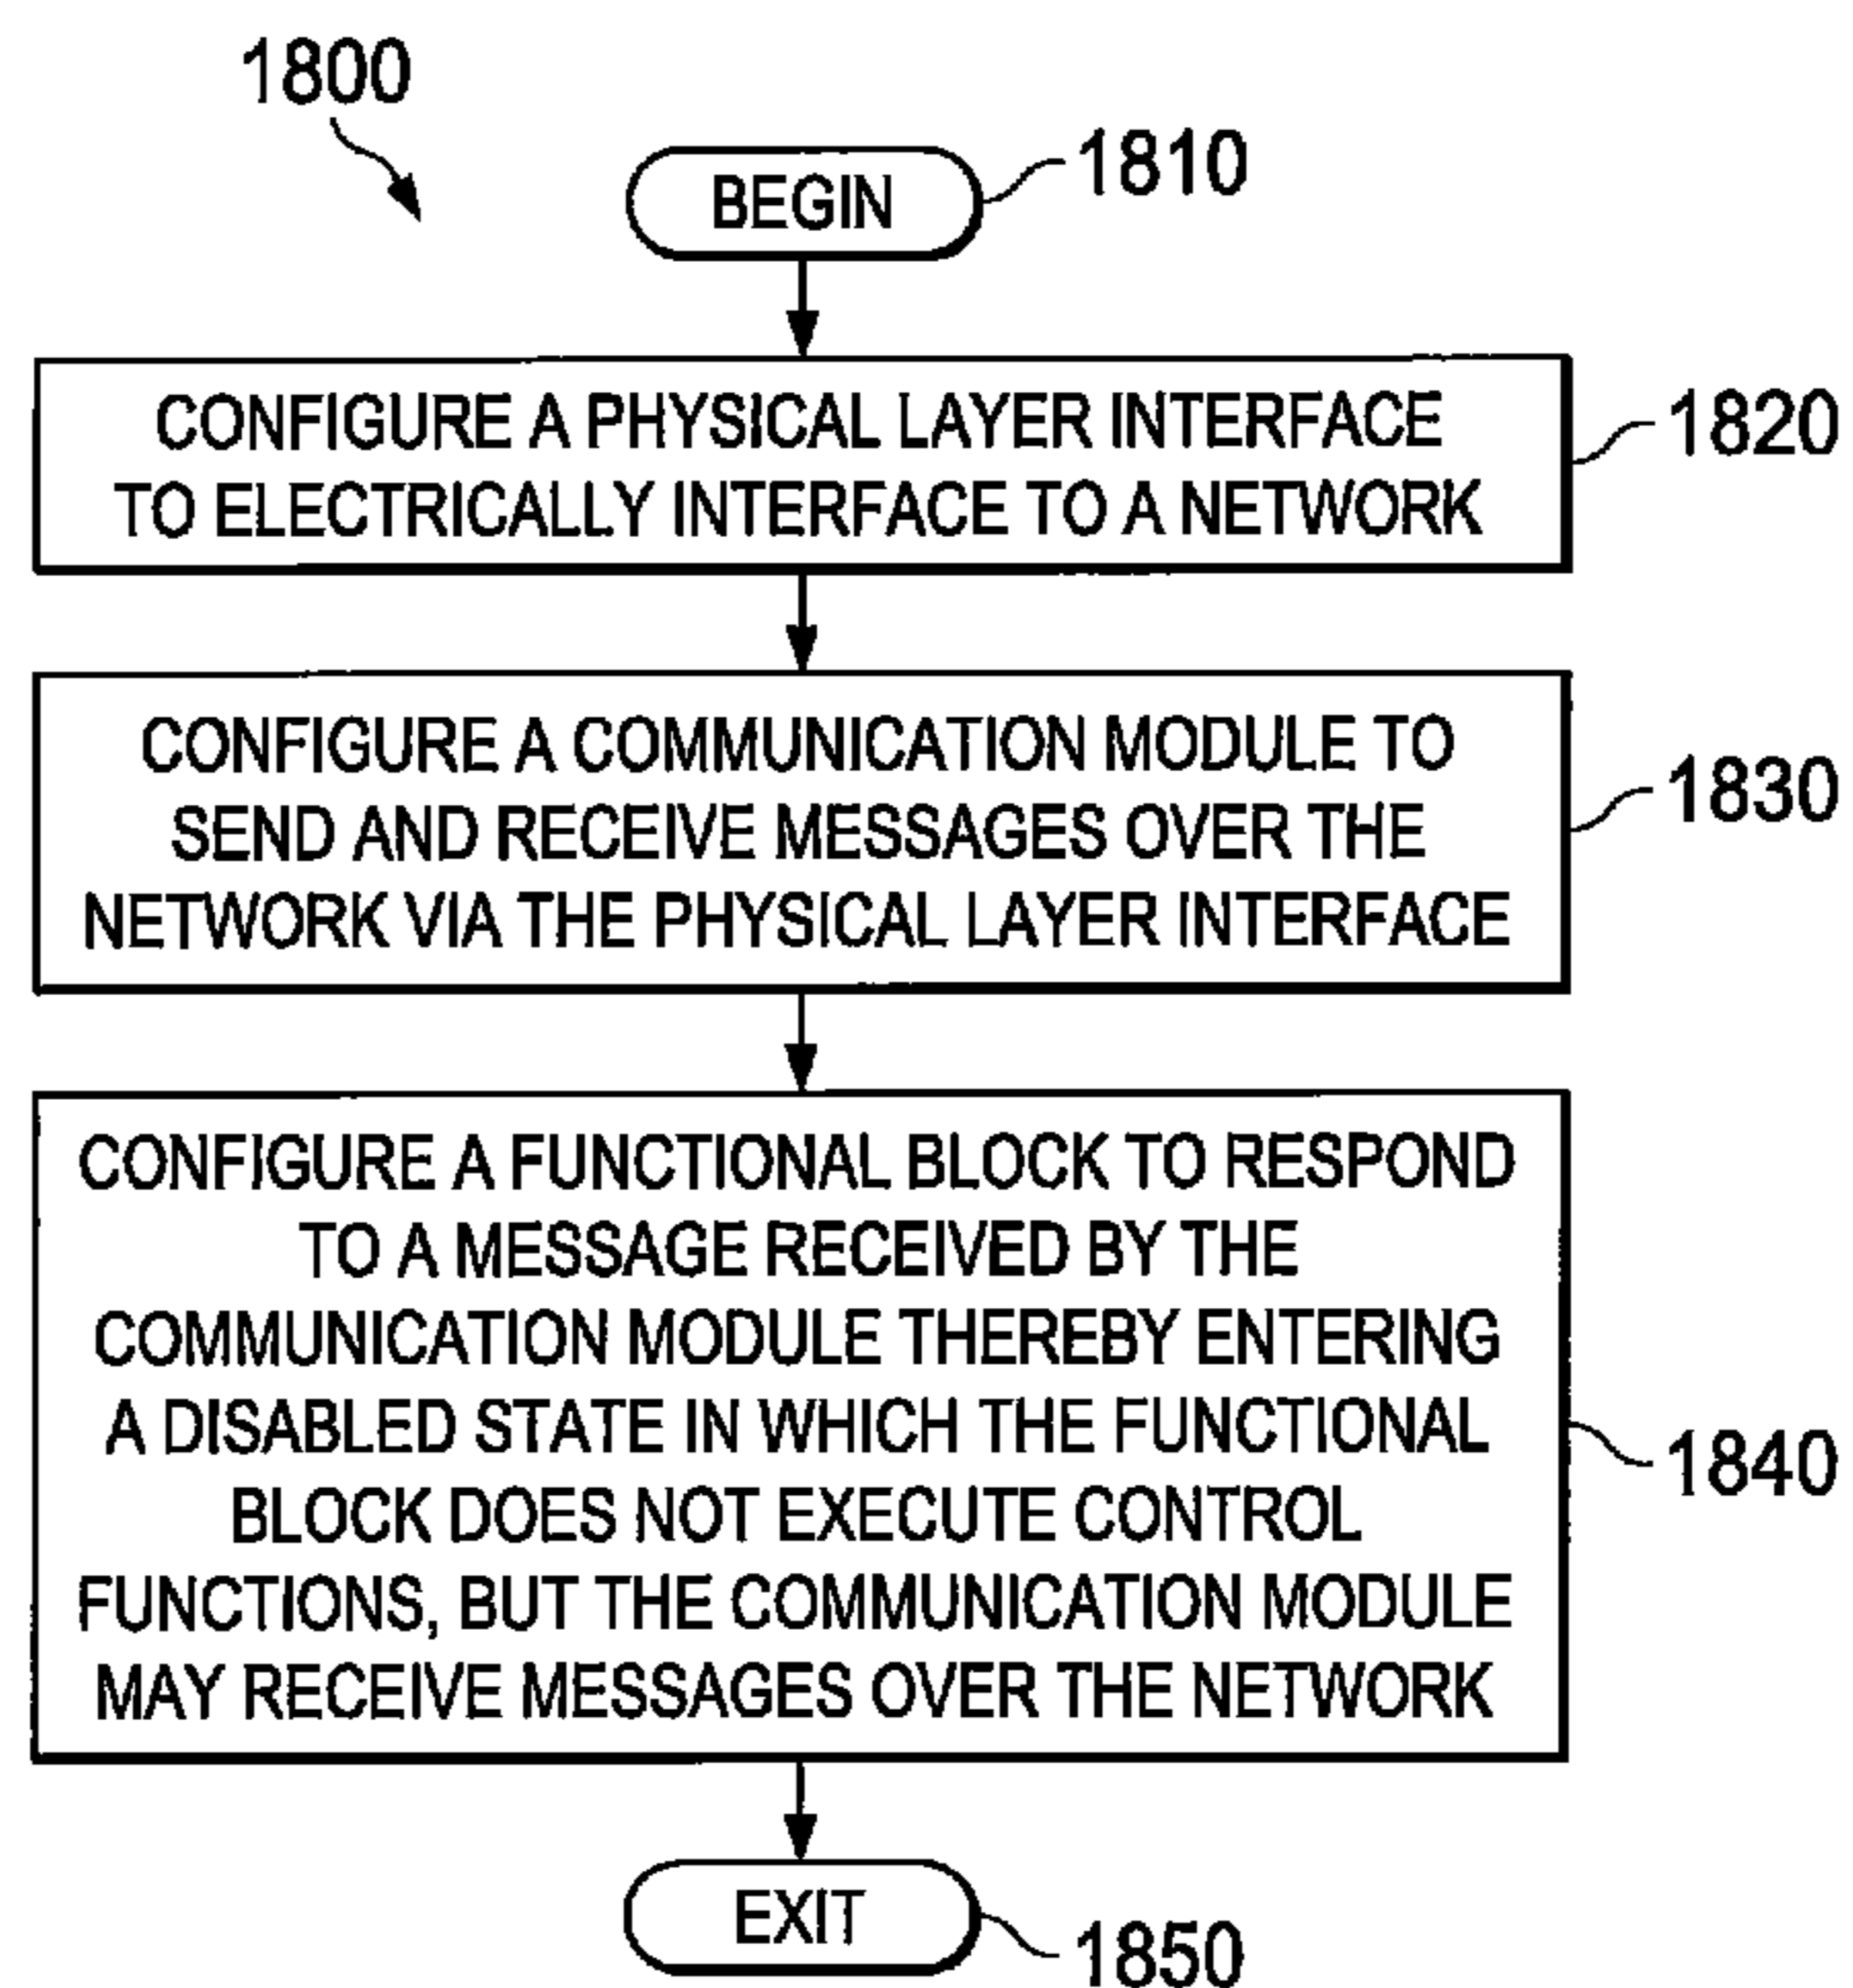 1800
BEGIN
1810
CONFIGURE A PHYSICAL LAYER INTERFACE
TO ELECTRICALLY INTERFACE TO A NETWORK
1820
CONFIGURE A COMMUNICATION MODULE TO
SEND AND RECEIVE MESSAGES OVER THE
NETWORK VIA THE PHYSICAL LAYER INTERFACE
1830
CONFIGURE A FUNCTIONAL BLOCK TO RESPOND
TO A MESSAGE RECEIVED BY THE
COMMUNICATION MODULE THEREBY ENTERING
A DISABLED STATE IN WHICH THE FUNCTIONAL
BLOCK DOES NOT EXECUTE CONTROL
FUNCTIONS, BUT THE COMMUNICATION MODULE
MAY RECEIVE MESSAGES OVER THE NETWORK
1840
EXIT
1850